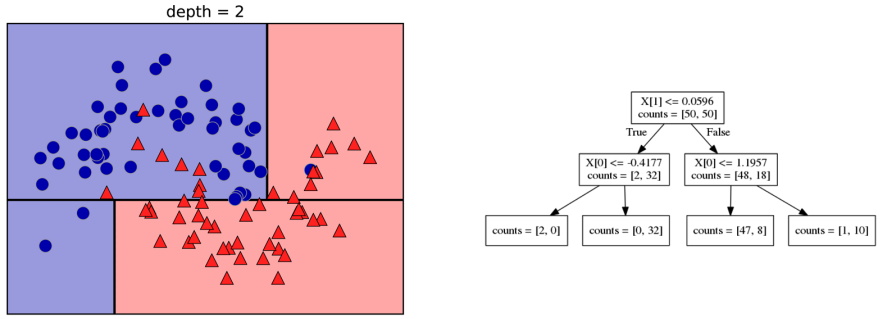 depth = 2
X[1] <= 0.0596
counts = [50, 50]
True
False
X[0] <= -0.4177
counts = [2, 32]
X[0] <= 1.1957
counts = [48, 18]
counts = [2, 0]
counts = [0, 32]
counts = [47, 8]
counts = [1, 10]